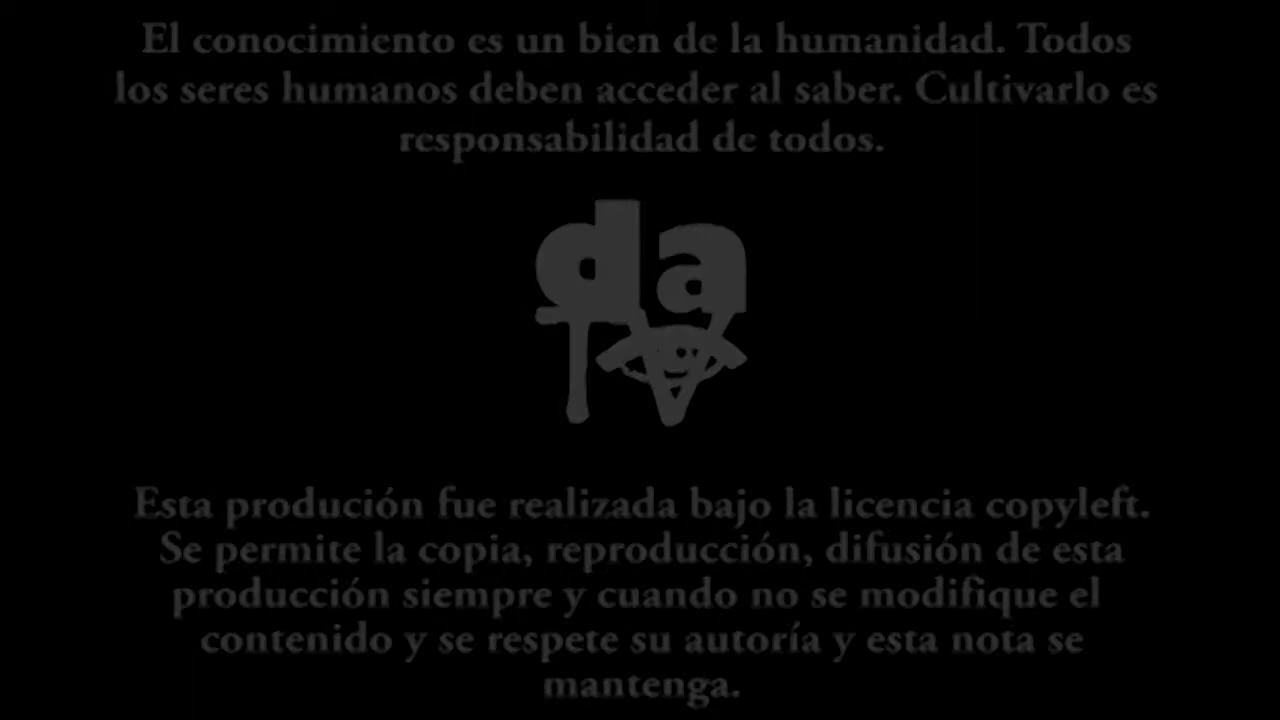 El conocimiento es un bien de la humanidad. Todos
los seres humanos deben acceder al saber. Cultivarlo es
responsabilidad de todos.
da
TV
Esta produción fue realizada bajo la licencia copyleft.
Se permite la copia, reproducción, difusión de esta
producción siempre y cuando no se modifique el
contenido y se respete su autoría y esta nota se
mantenga.